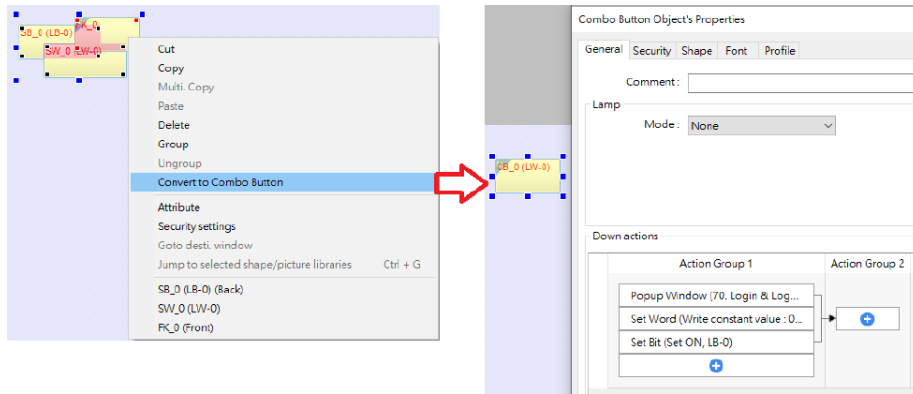 FK_0
SB_0 (LB-0)
SW_0 (LW-0)
Cut
Copy
Multi. Copy
Paste
Delete
Group
Ungroup
Convert to Combo Button
Attribute
Security settings
Goto desti. window
Jump to selected shape/picture libraries Ctrl + G
SB_0 (LB-0) (Back)
SW_0 (LW-0)
FK_0 (Front)
CB_0 (LW-0)
Combo Button Object's Properties
General Security Shape Font Profile
Comment :
Lamp
Mode : None
Down actions
Action Group 1 Action Group 2
Popup Window (70. Login & Log...
Set Word (Write constant value : 0...
Set Bit (Set ON, LB-0)